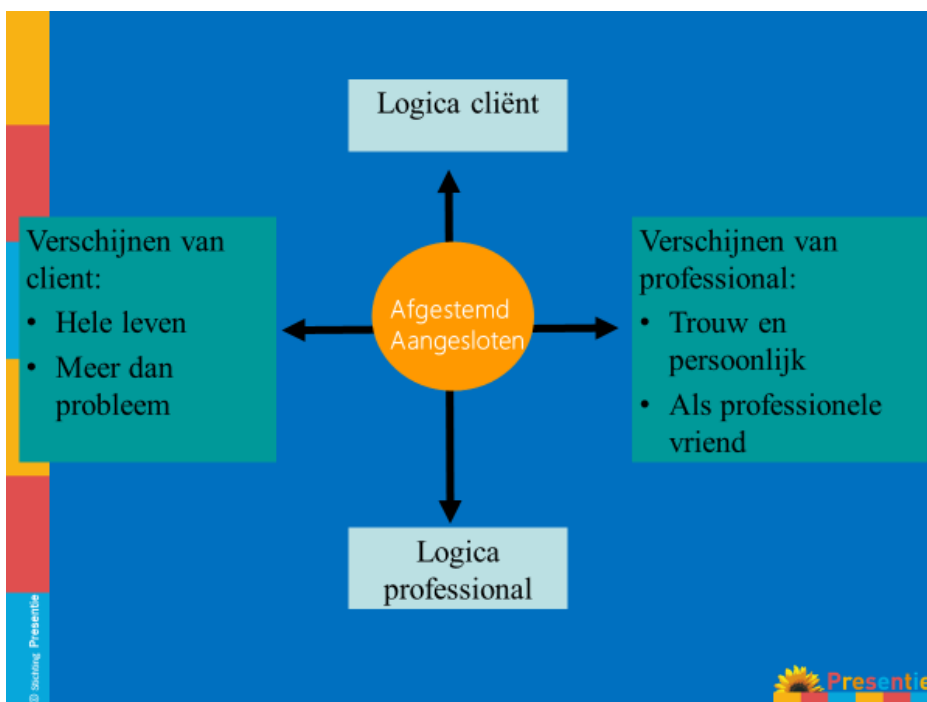 Logica cliënt
Verschijnen van
client:
• Hele leven
• Meer dan
probleem
Afgestemd
Aangesloten
Verschijnen van
professional:
• Trouw en
persoonlijk
• Als professionele
vriend
Logica
professional
Stichting Presentie
Presentie